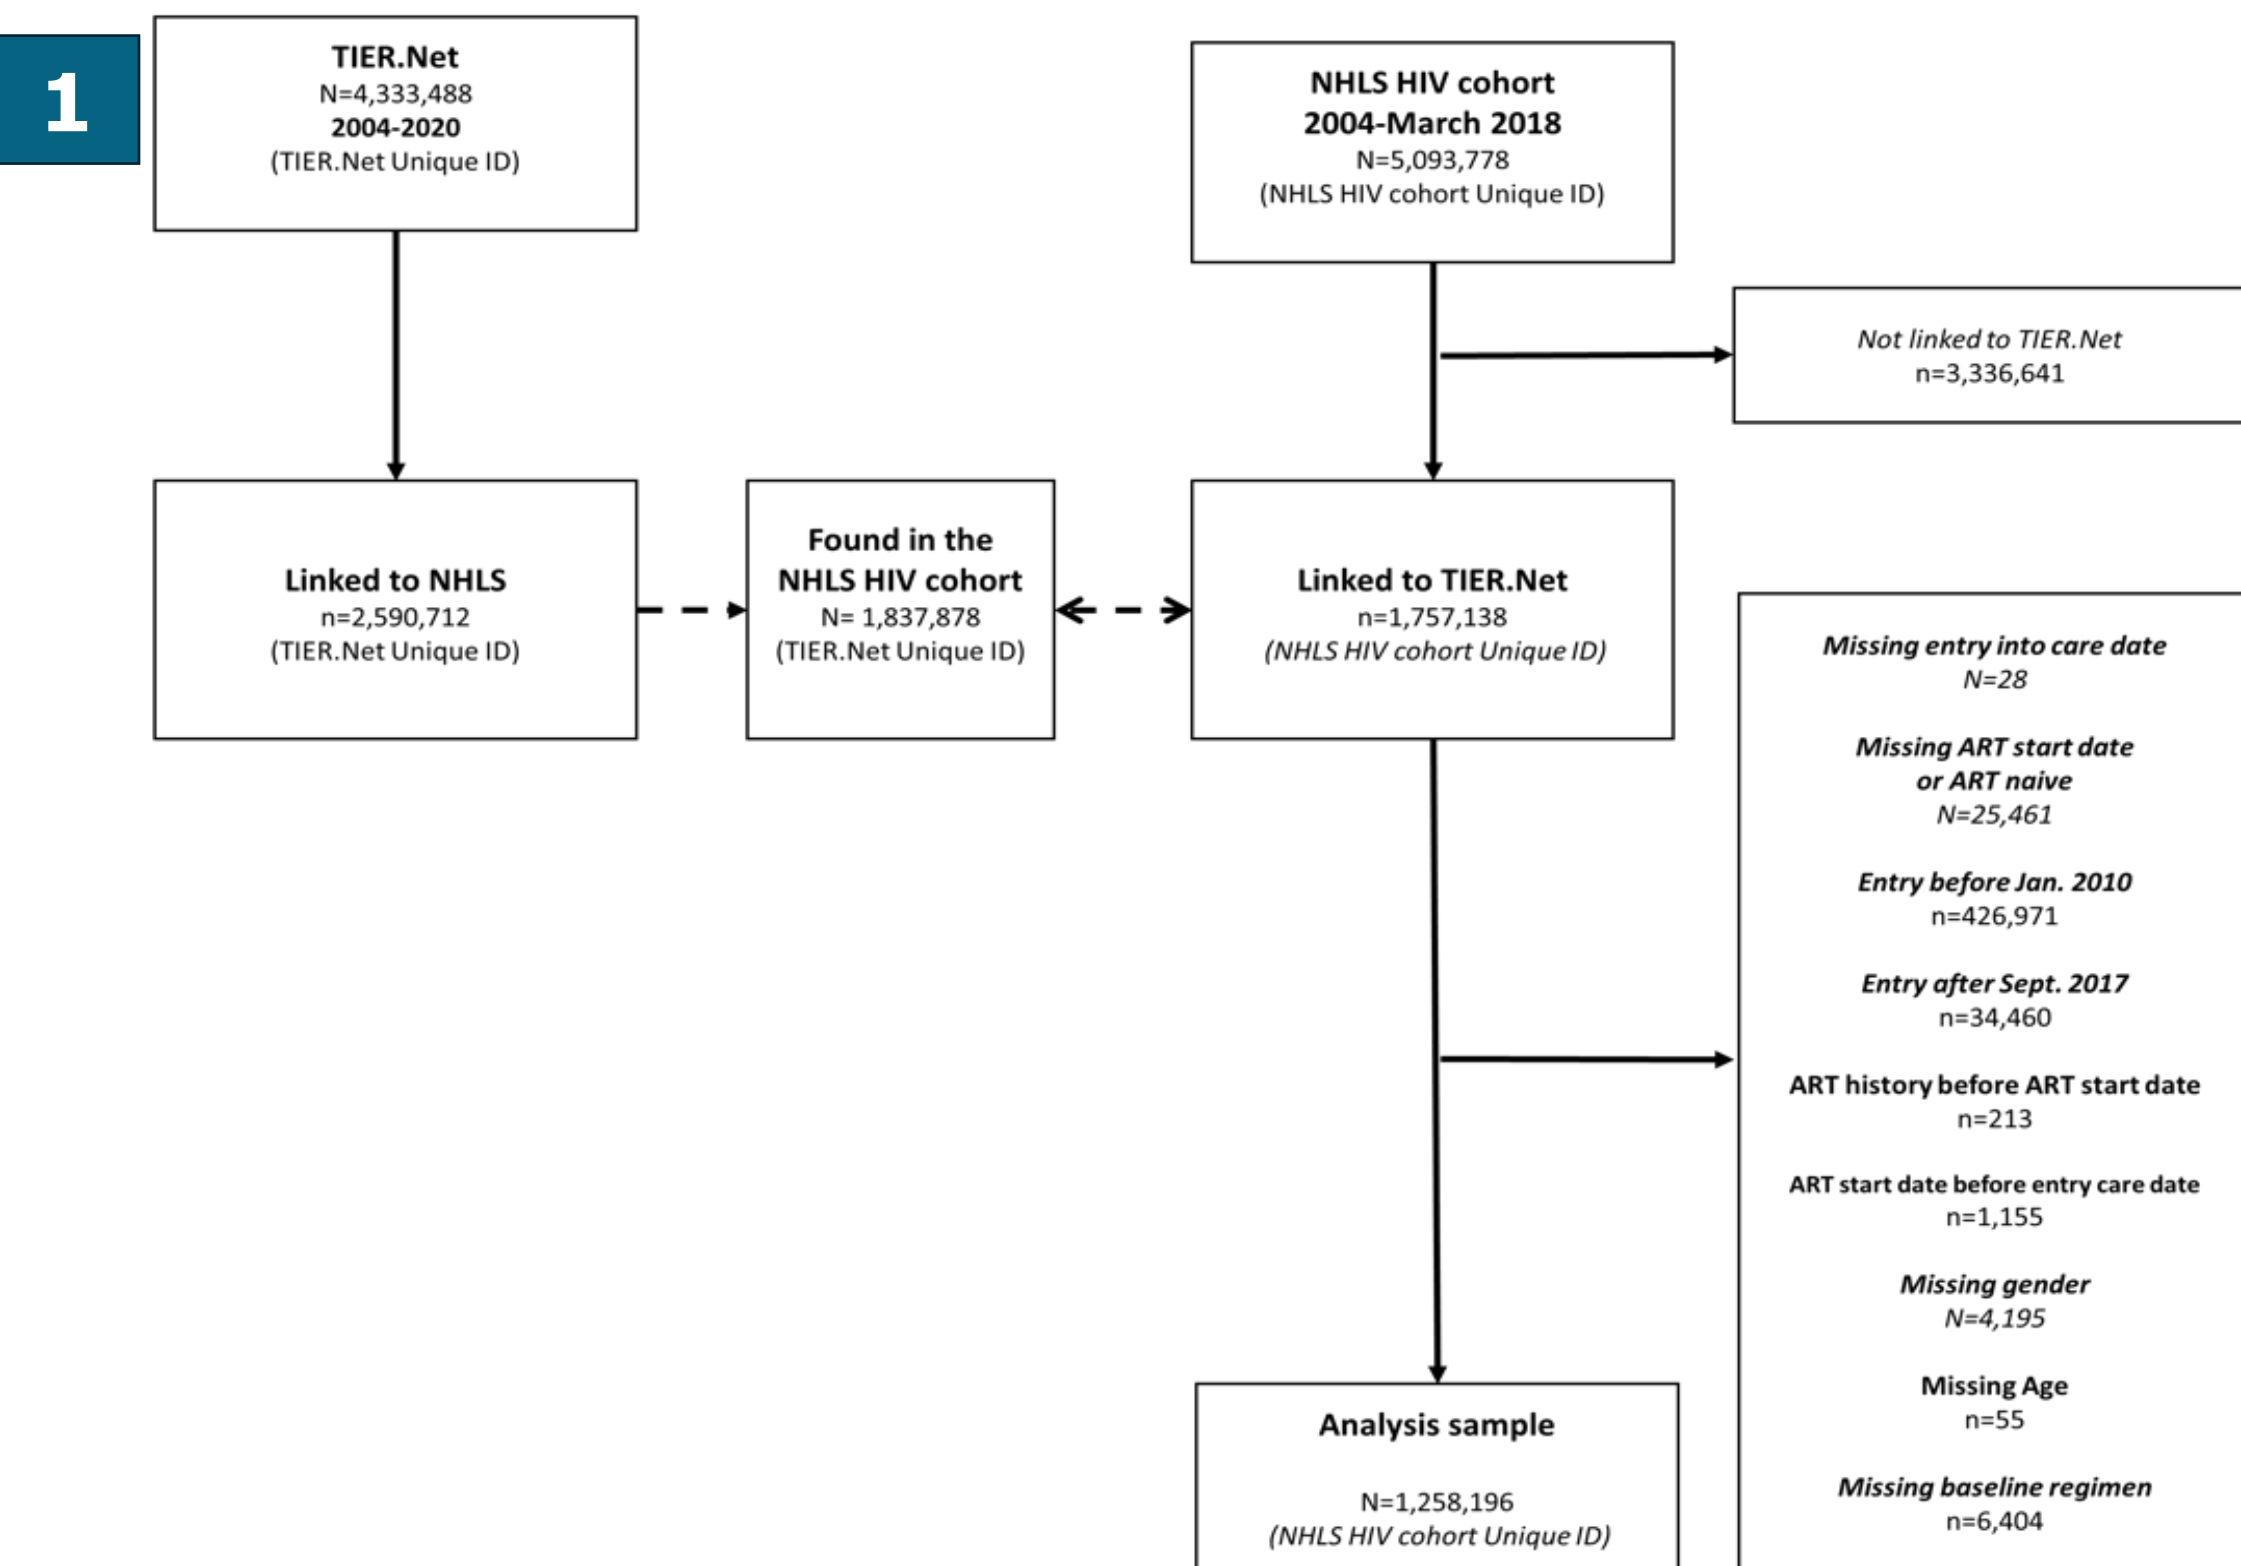 1
TIER.Net
N=4,333,488
2004-2020
(TIER.Net Unique ID)
NHLS HIV cohort
2004-March 2018
N=5,093,778
(NHLS HIV cohort Unique ID)
Not linked to TIER.Net
n=3,336,641
Linked to NHLS
n=2,590,712
(TIER.Net Unique ID)
Found in the
NHLS HIV cohort
N= 1,837,878
(TIER.Net Unique ID)
Linked to TIER.Net
n=1,757,138
(NHLS HIV cohort Unique ID)
Missing entry into care date
N=28
Missing ART start date
or ART naive
N=25,461
Entry before Jan. 2010
n=426,971
Entry after Sept. 2017
n=34,460
ART history before ART start date
n=213
ART start date before entry care date
n=1,155
Missing gender
N=4,195
Missing Age
n=55
Missing baseline regimen
n=6,404
Analysis sample
N=1,258,196
(NHLS HIV cohort Unique ID)